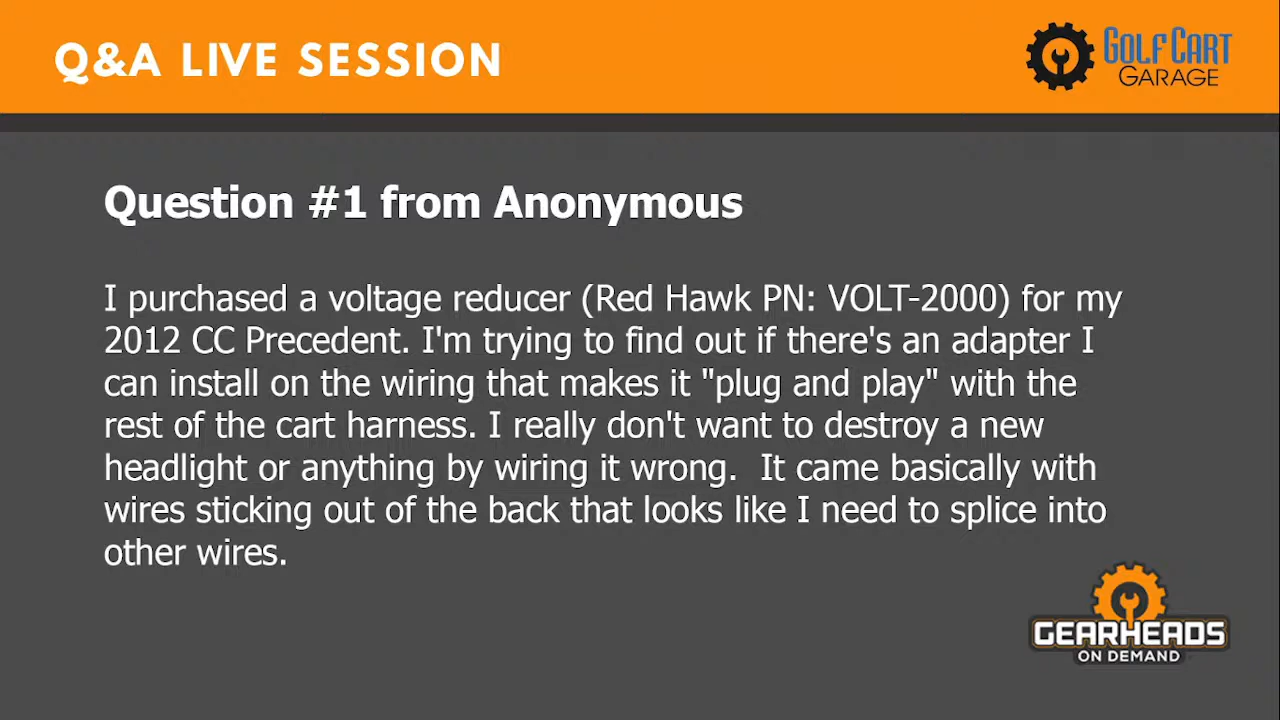 Q&A LIVE SESSION
GOLF CART
GARAGE
Question #1 from Anonymous
I purchased a voltage reducer (Red Hawk PN: VOLT-2000) for my
2012 CC Precedent. I'm trying to find out if there's an adapter I
can install on the wiring that makes it "plug and play" with the
rest of the cart harness. I really don't want to destroy a new
headlight or anything by wiring it wrong.  It came basically with
wires sticking out of the back that looks like I need to splice into
other wires.
GEARHEADS
ON DEMAND